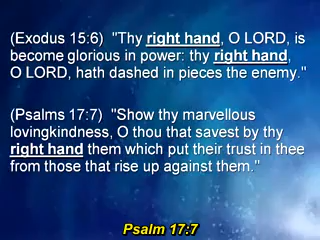 (Exodus 15:6)  "Thy right hand, O LORD, is
become glorious in power: thy right hand,
O LORD, hath dashed in pieces the enemy."
(Psalms 17:7)  "Show thy marvellous
lovingkindness, O thou that savest by thy
right hand them which put their trust in thee
from those that rise up against them."
Psalm 17:7